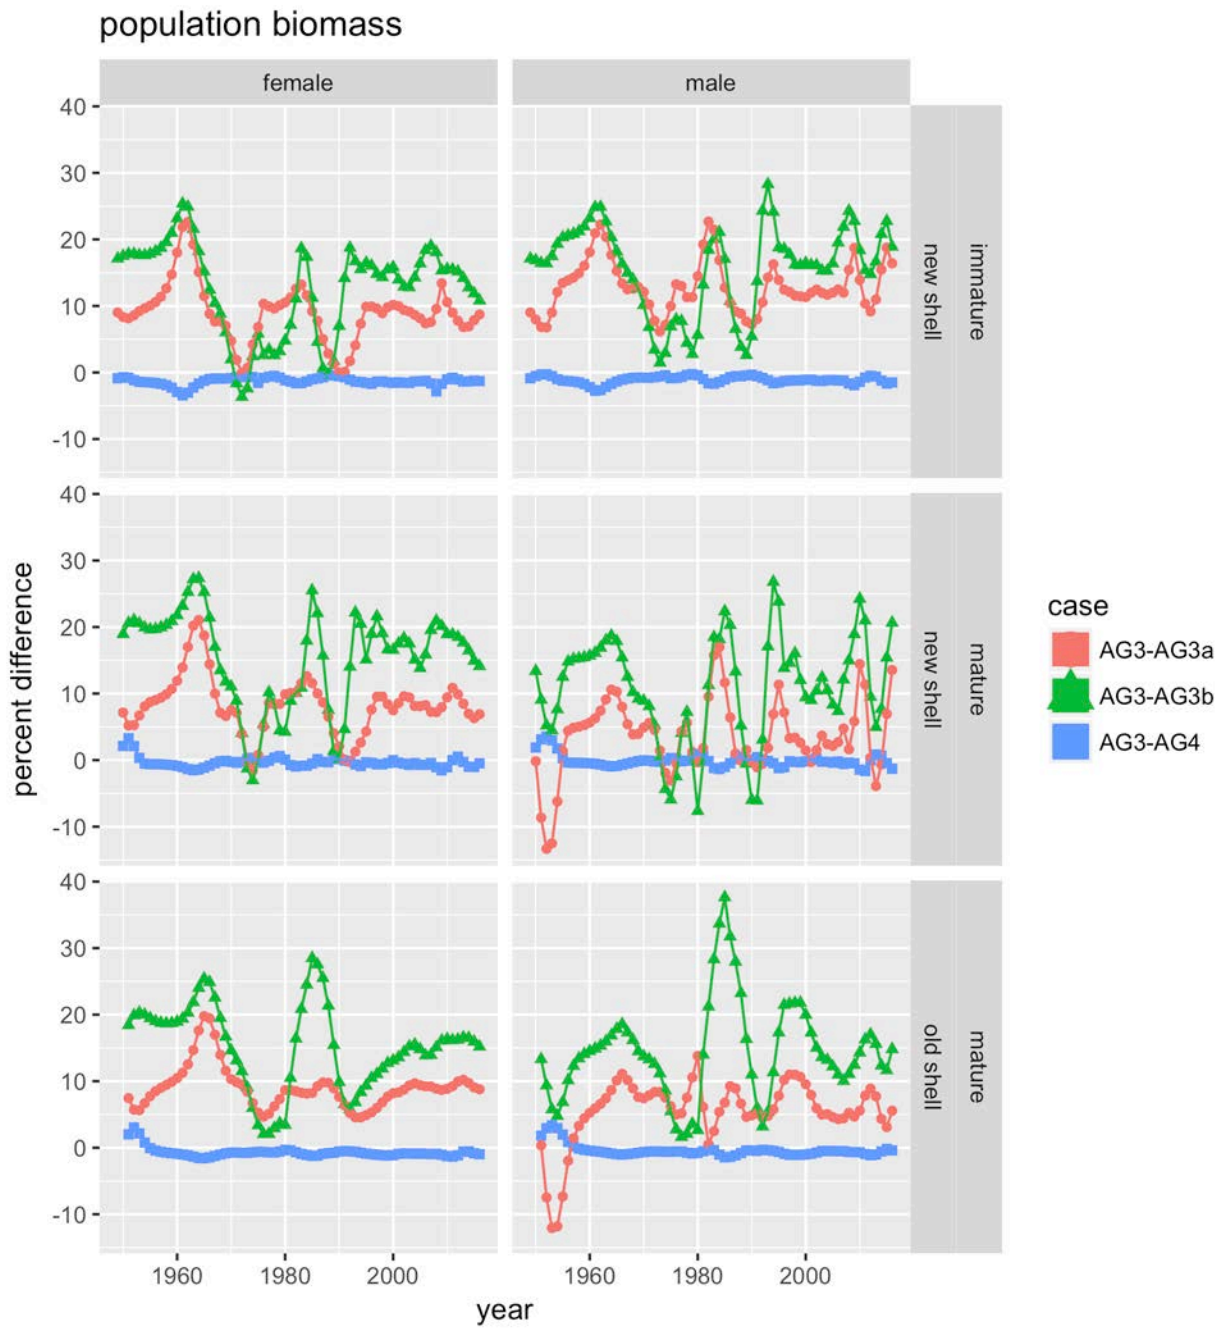 population biomass
female
male
40
30
20
10
0
-10
new shell
immature
40
30
20
10
0
-10
new shell
mature
40
30
20
10
0
-10
old shell
mature
1960
1980
2000
1960
1980
2000
percent difference
year
case
AG3-AG3a
AG3-AG3b
AG3-AG4